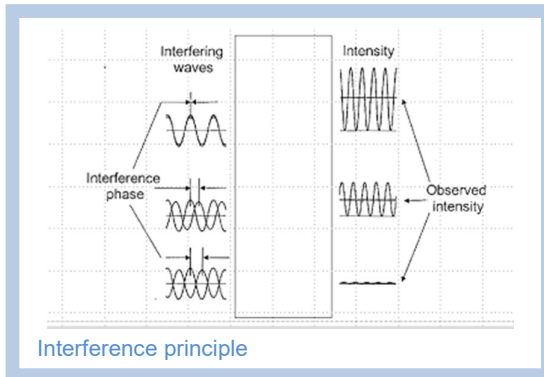 Interfering
waves
Intensity
Interference
phase
Observed
intensity
Interference principle